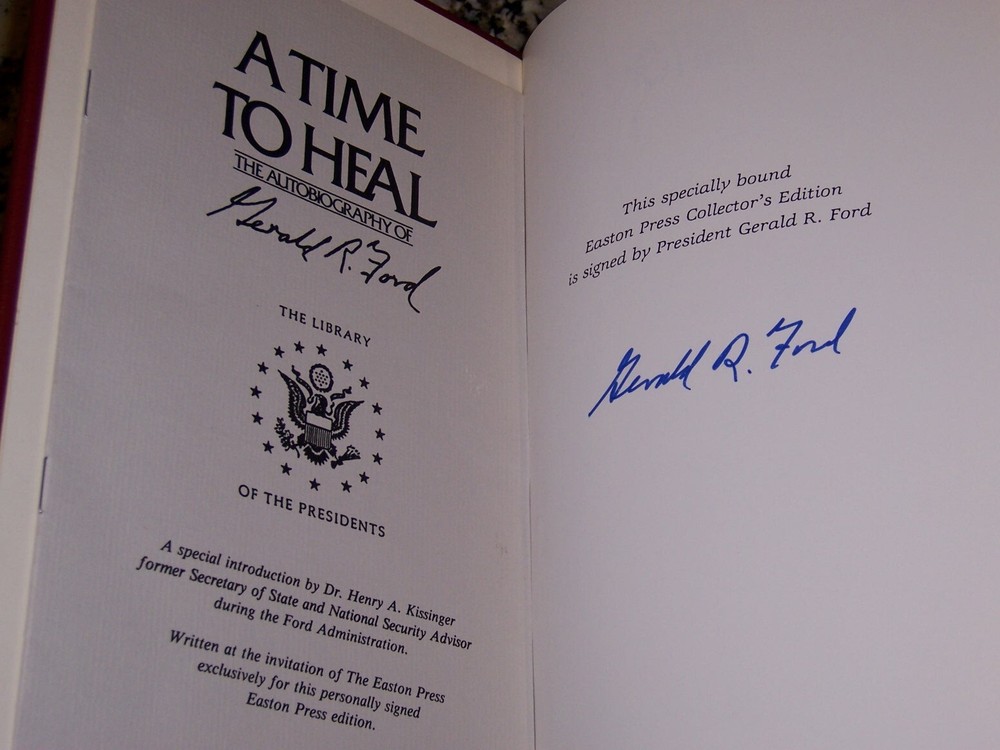 A TIME
TO HEAL
THE AUTOBIOGRAPHY OF
Gerald R. Ford
THE LIBRARY
OF THE PRESIDENTS
A special introduction by Dr. Henry A. Kissinger
former Secretary of State and National Security Advisor
during the Ford Administration.
Written at the invitation of The Easton Press
exclusively for this personally signed
Easton Press edition.
This specially bound
Easton Press Collector's Edition
is signed by President Gerald R. Ford
Gerald R. Ford